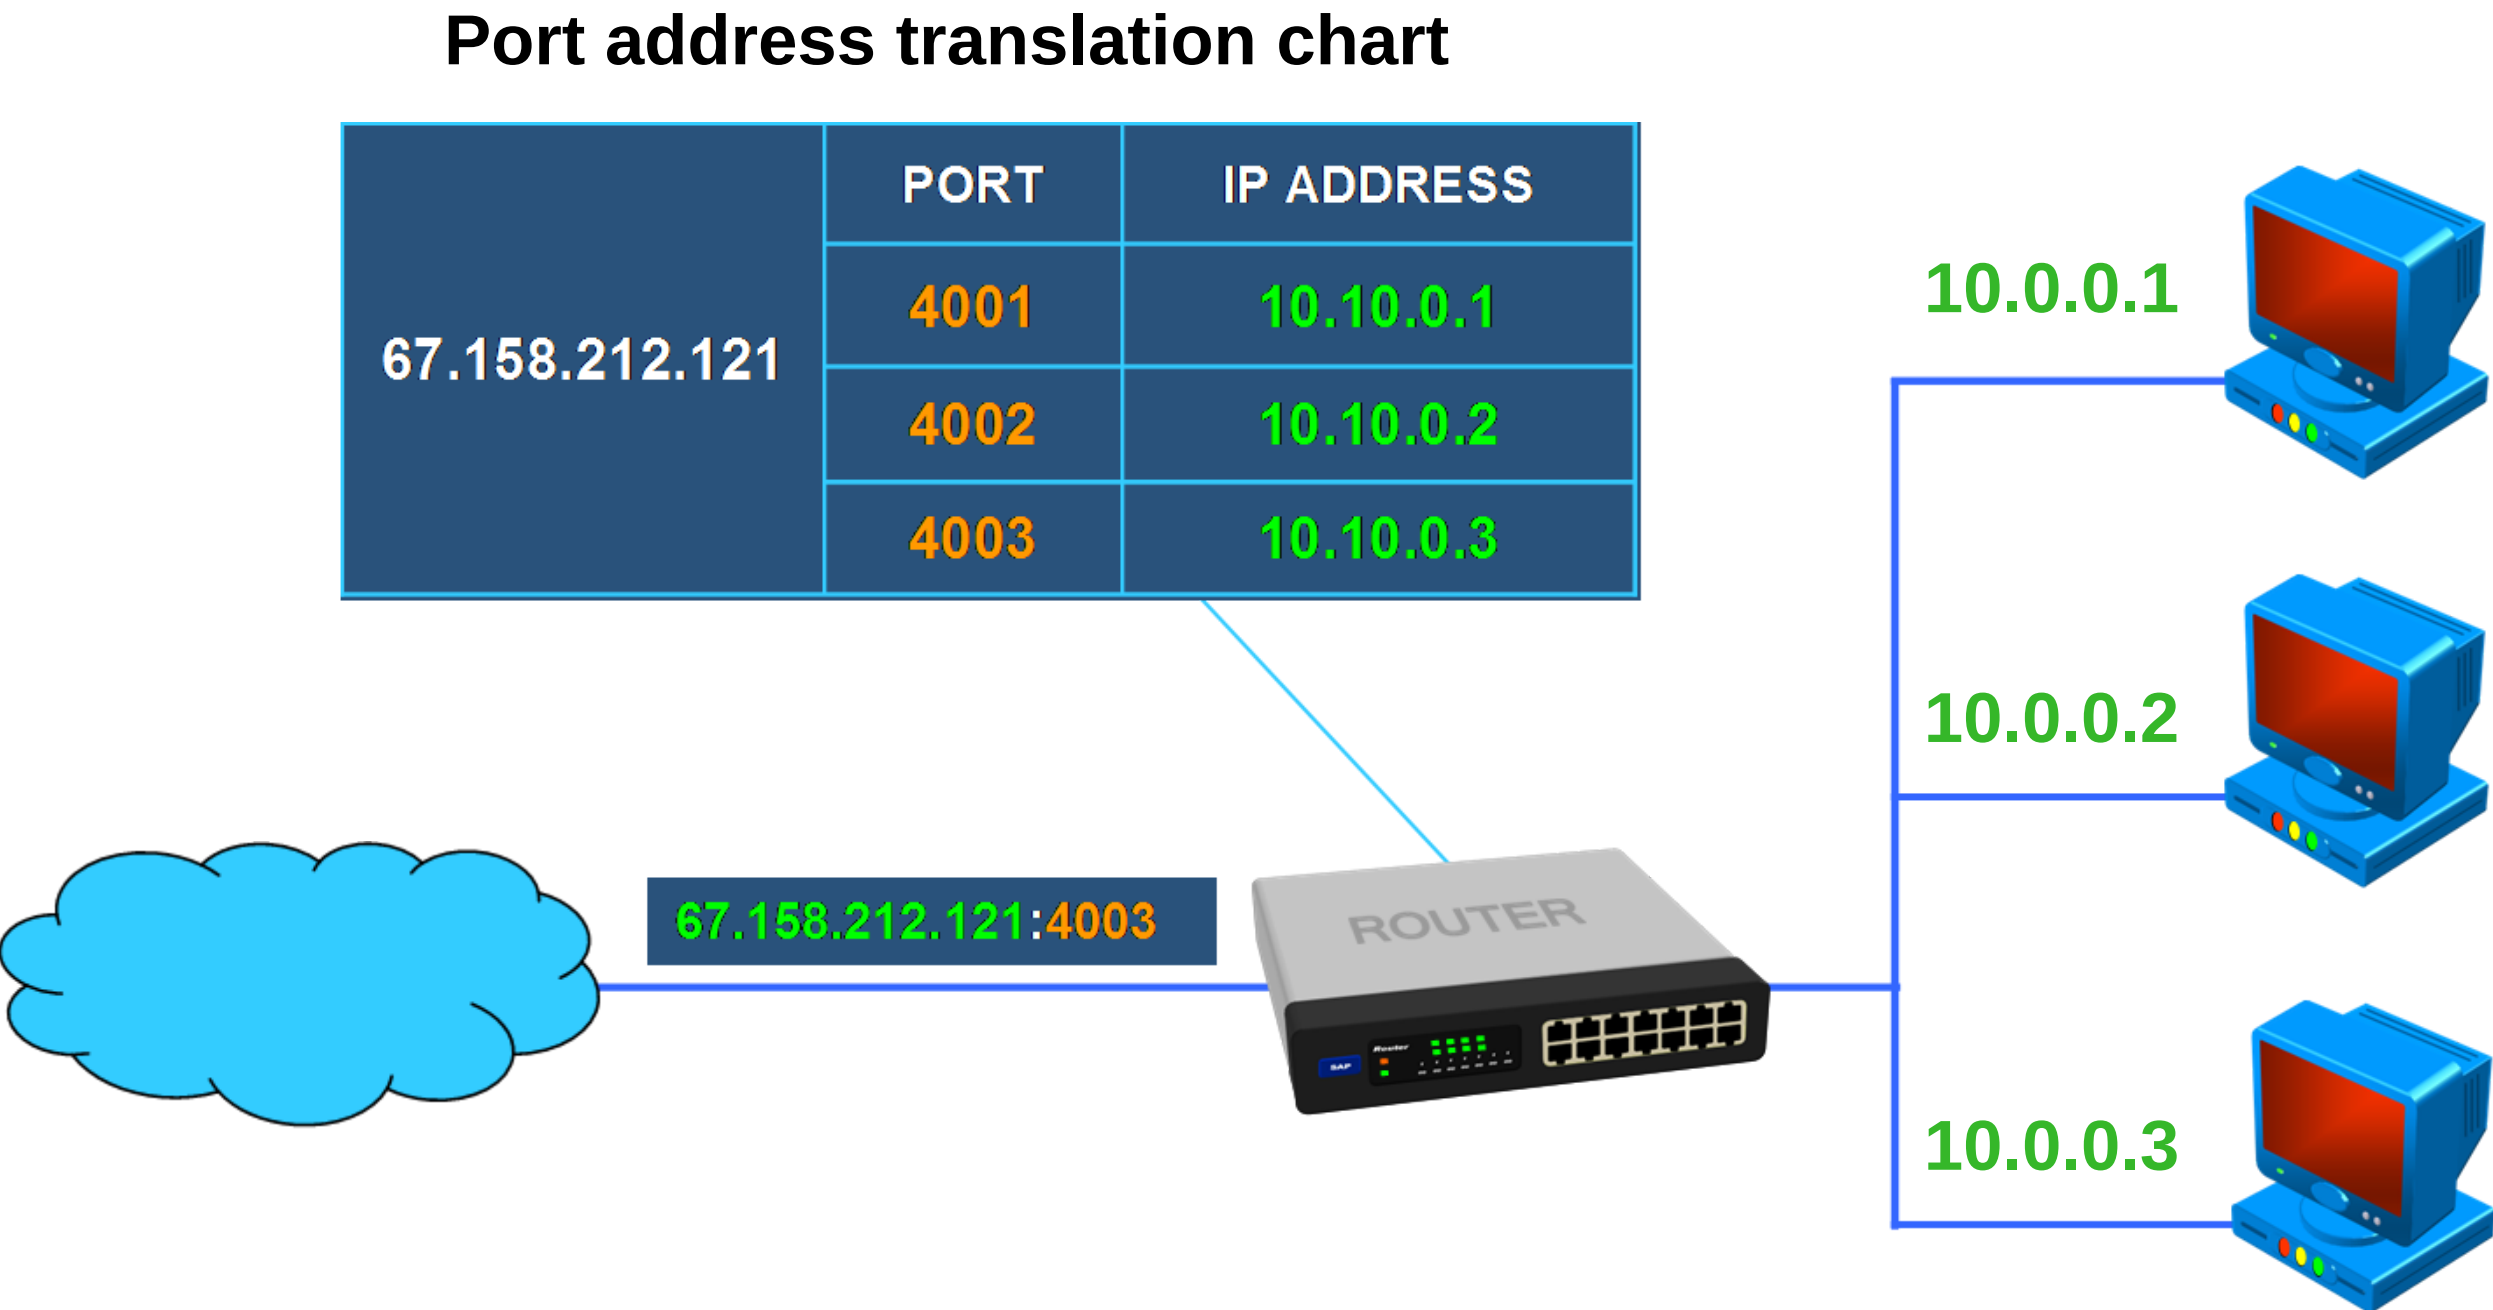 Port address translation chart
PORT IP ADDRESS
67.158.212.121
4001 10.10.0.1
4002 10.10.0.2
4003 10.10.0.3
10.0.0.1
10.0.0.2
10.0.0.3
67.158.212.121:4003
ROUTER
SAP
Router